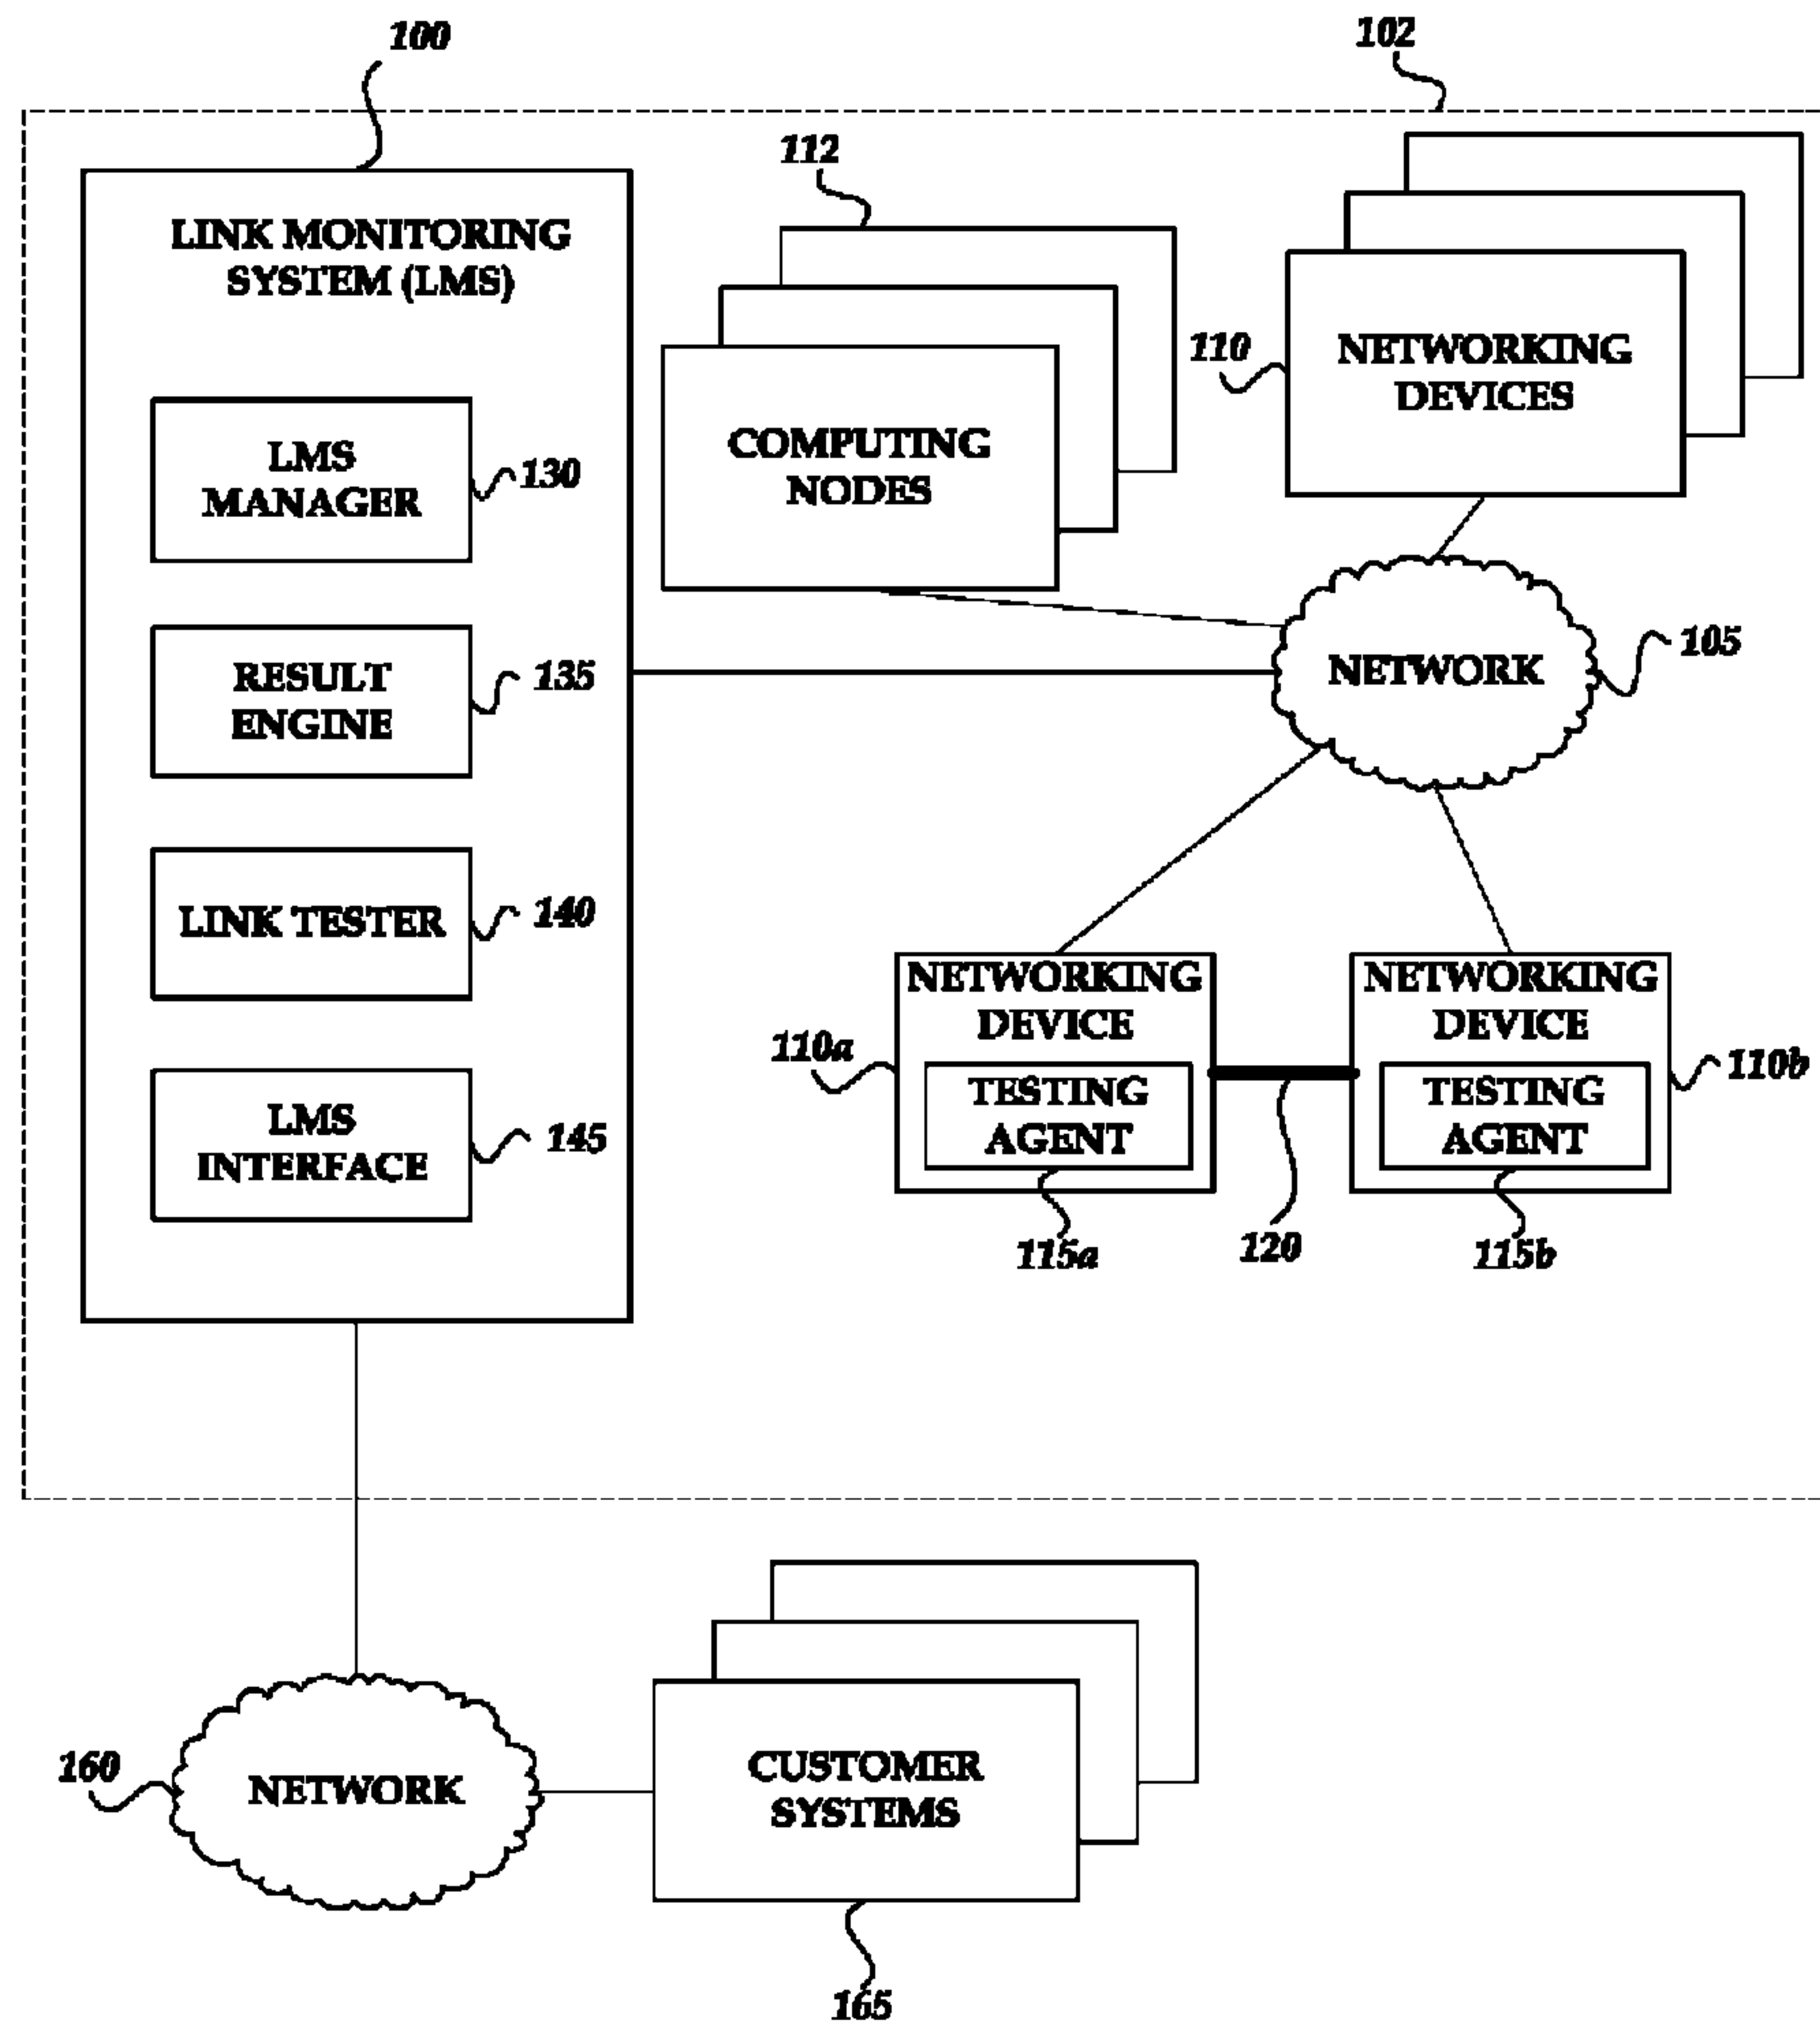 100
102
112
LINK MONITORING
SYSTEM (LMS)
110
NETWORKING
DEVICES
COMPUTING
NODES
LMS
MANAGER
130
RESULT
ENGINE
135
NETWORK
105
LINK TESTER
140
NETWORKING
DEVICE
110a
TESTING
AGENT
115a
120
NETWORKING
DEVICE
110b
TESTING
AGENT
115b
LMS
INTERFACE
145
160
NETWORK
CUSTOMER
SYSTEMS
165